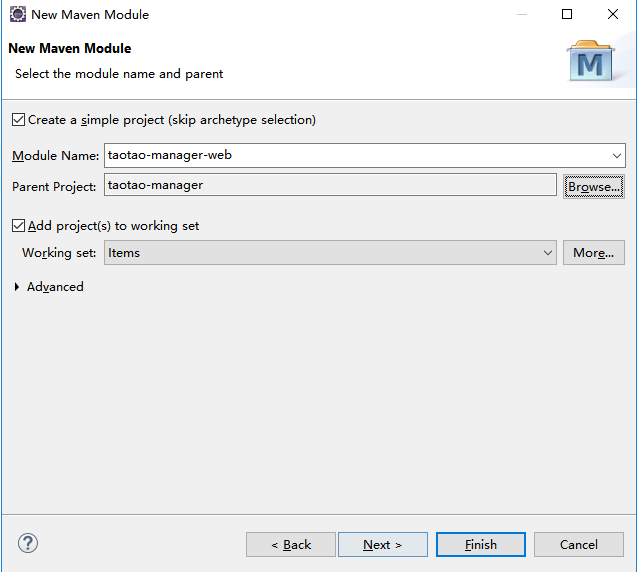 New Maven Module
New Maven Module
Select the module name and parent
M
Create a simple project (skip archetype selection)
Module Name: taotao-manager-web
Parent Project: taotao-manager Browse...
Add project(s) to working set
Working set: Items More...
Advanced
? < Back Next > Finish Cancel